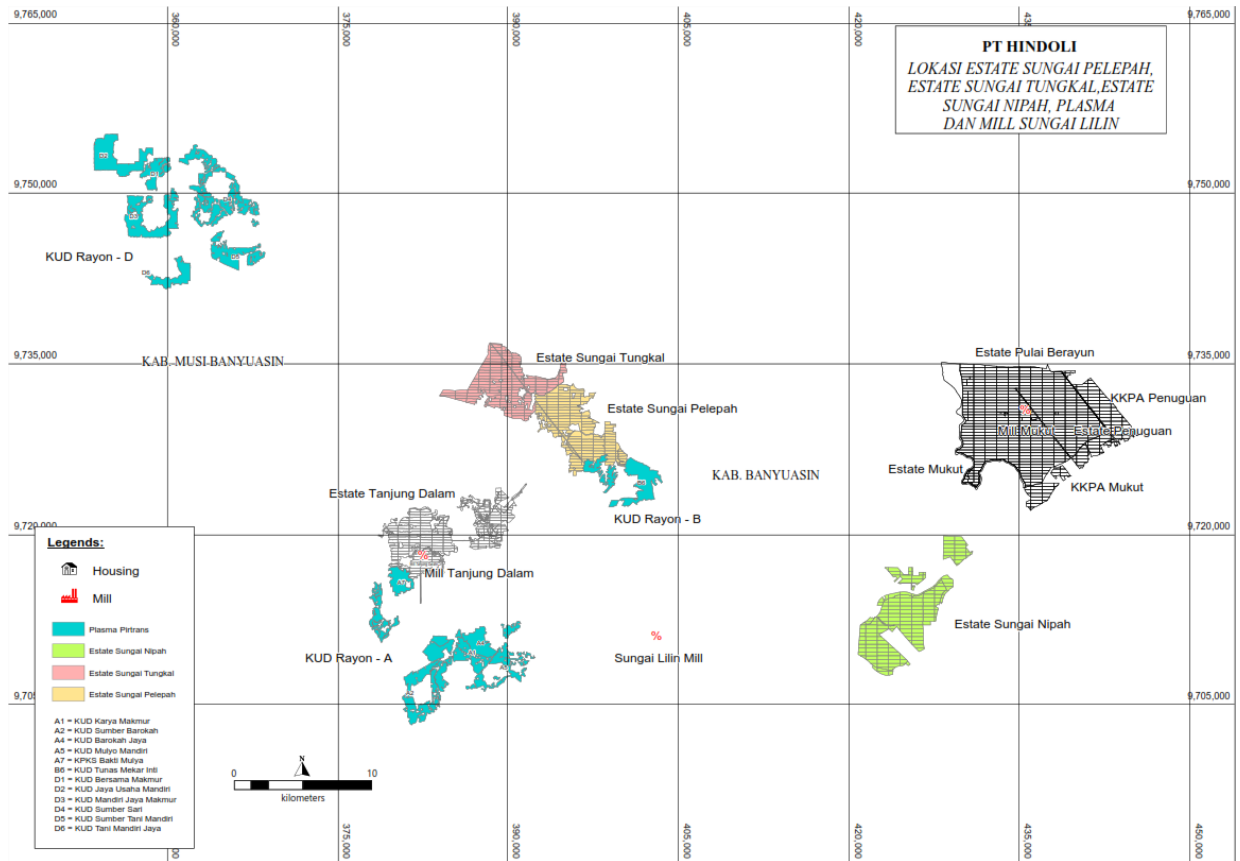 9,765,000
360,000
375,000
390,000
405,000
420,000
435,000
9,765,000
PT HINDOLI
LOKASI ESTATE SUNGAI PELEPAH,
ESTATE SUNGAI TUNGKAL,ESTATE
SUNGAI NIPAH, PLASMA
DAN MILL SUNGAI LILIN
D2
9,750,000
9,750,000
D3
KUD Rayon - D
D6
9,735,000
KAB. MUSI BANYUASIN
Estate Sungai Tungkal
Estate Pulai Berayun
9,735,000
Estate Sungai Pelepah
KKPA Penuguan
%
Mill Mukut
Estate Penuguan
KAB. BANYUASIN
Estate Mukut
KKPA Mukut
Estate Tanjung Dalam
KUD Rayon - B
9,720,000
9,720,000
%
Mill Tanjung Dalam
Estate Sungai Nipah
%
KUD Rayon - A
Sungai Lilin Mill
A2
9,705
9,705,000
Legends:
Housing
Mill
Plasma Pirtrans
Estate Sungai Nipah
Estate Sungai Tungkal
Estate Sungai Pelepah
A1 = KUD Karya Makmur
A2 = KUD Sumber Barokah
A4 = KUD Barokah Jaya
A5 = KUD Mulyo Mandiri
A7 = KPKS Bakti Mulya
B6 = KUD Tunas Mekar Inti
D1 = KUD Bersama Makmur
D2 = KUD Jaya Usaha Mandiri
D3 = KUD Mandiri Jaya Makmur
D4 = KUD Sumber Sari
D5 = KUD Sumber Tani Mandiri
D6 = KUD Tani Mandiri Jaya
N
0
10
kilometers
375,000
390,000
405,000
420,000
435,000
450,000